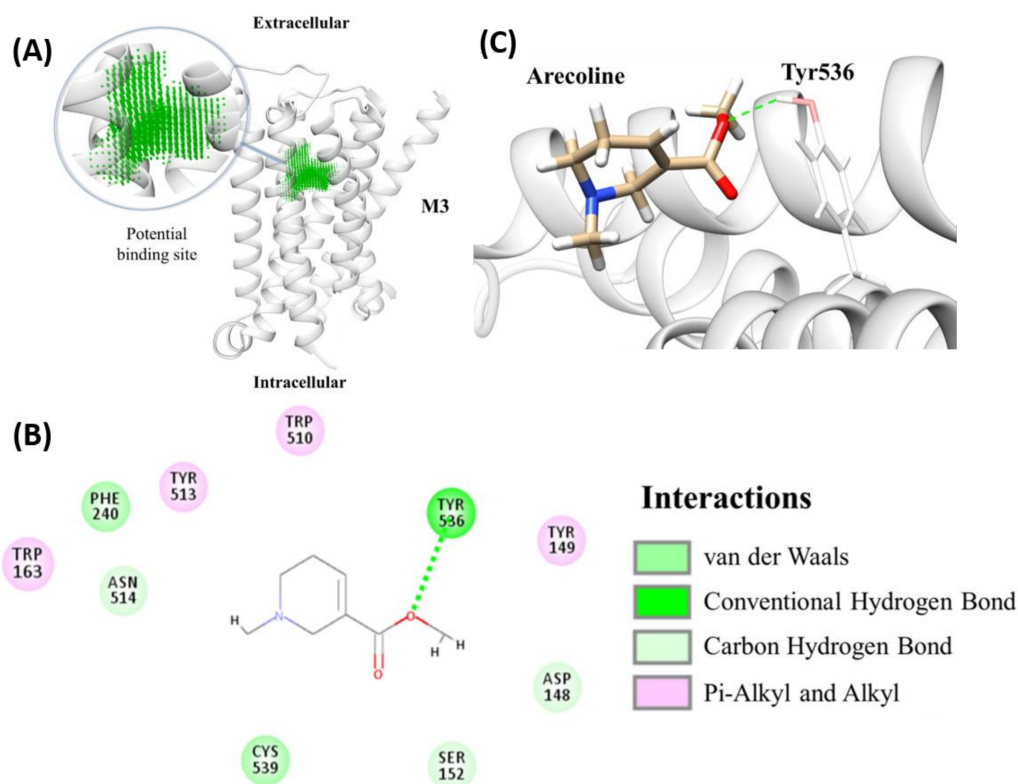 (A)
Extracellular
Potential
binding site
M3
Intracellular
(C)
Arecoline
Tyr536
(B)
TRP
510
TYR
513
PHE
240
TRP
163
ASN
514
TYR
536
TYR
149
ASP
148
CYS
539
SER
152
H
N
O
O
H
H
Interactions
van der Waals
Conventional Hydrogen Bond
Carbon Hydrogen Bond
Pi-Alkyl and Alkyl